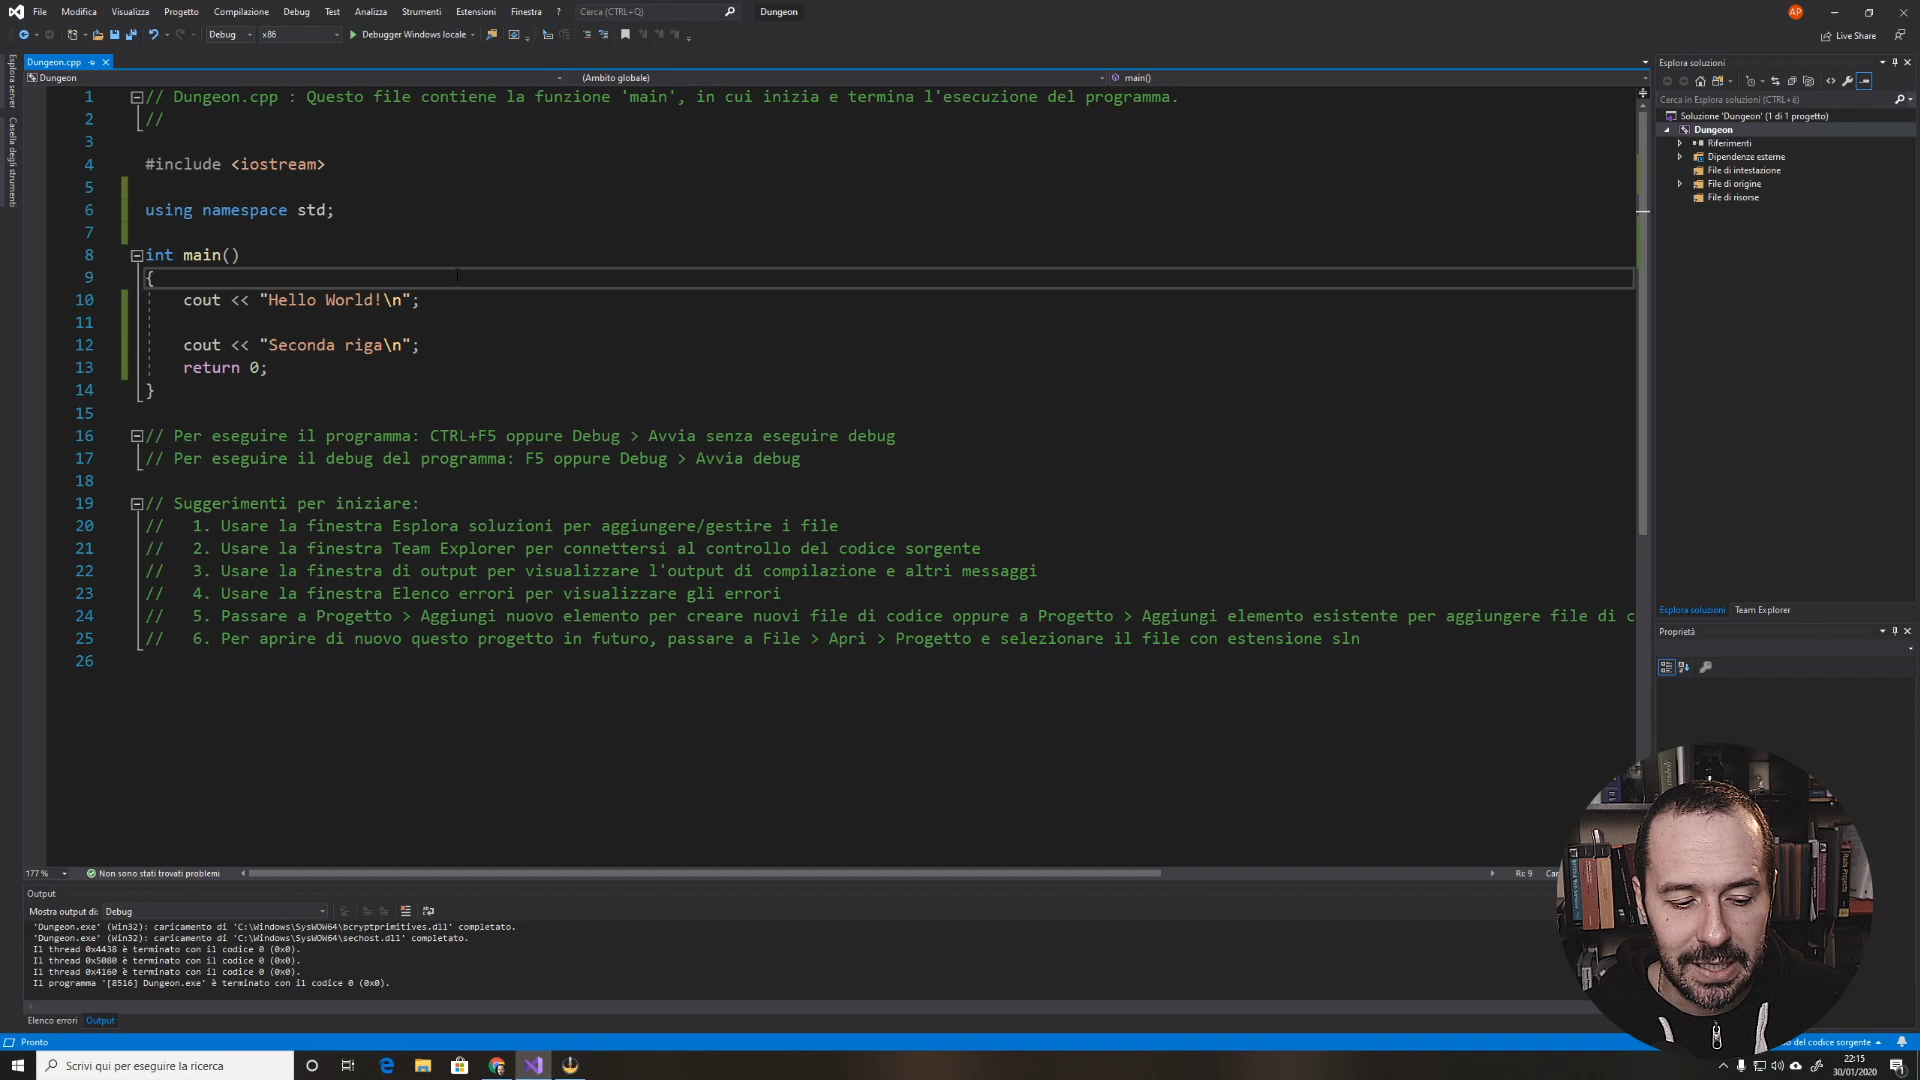 File Modifica Visualizza Progetto Compilazione Debug Test Analizza Strumenti Estensioni Finestra ? Cerca (CTRL+Q) Dungeon AP
Debug x86 Debugger Windows locale Live Share
Dungeon.cpp
Dungeon (Ambito globale) main()
Esplora server
Casella degli strumenti
1 // Dungeon.cpp : Questo file contiene la funzione 'main', in cui inizia e termina l'esecuzione del programma.
2 //
3
4 #include <iostream>
5
6 using namespace std;
7
8 int main()
9 {
10 cout << "Hello World!\n";
11
12 cout << "Seconda riga\n";
13 return 0;
14 }
15
16 // Per eseguire il programma: CTRL+F5 oppure Debug > Avvia senza eseguire debug
17 // Per eseguire il debug del programma: F5 oppure Debug > Avvia debug
18
19 // Suggerimenti per iniziare:
20 // 1. Usare la finestra Esplora soluzioni per aggiungere/gestire i file
21 // 2. Usare la finestra Team Explorer per connettersi al controllo del codice sorgente
22 // 3. Usare la finestra di output per visualizzare l'output di compilazione e altri messaggi
23 // 4. Usare la finestra Elenco errori per visualizzare gli errori
24 // 5. Passare a Progetto > Aggiungi nuovo elemento per creare nuovi file di codice oppure a Progetto > Aggiungi elemento esistente per aggiungere file di c
25 // 6. Per aprire di nuovo questo progetto in futuro, passare a File > Apri > Progetto e selezionare il file con estensione sln
26
177 % Non sono stati trovati problemi Ri: 9 Car
Esplora soluzioni
Cerca in Esplora soluzioni (CTRL+è)
Soluzione 'Dungeon' (1 di 1 progetto)
Dungeon
Riferimenti
Dipendenze esterne
File di intestazione
File di origine
File di risorse
Esplora soluzioni Team Explorer
Proprietà
Output
Mostra output di: Debug
'Dungeon.exe' (Win32): caricamento di 'C:\Windows\SysWOW64\bcryptprimitives.dll' completato.
'Dungeon.exe' (Win32): caricamento di 'C:\Windows\SysWOW64\sechost.dll' completato.
Il thread 0x4438 è terminato con il codice 0 (0x0).
Il thread 0x5080 è terminato con il codice 0 (0x0).
Il thread 0x4160 è terminato con il codice 0 (0x0).
Il programma '[8516] Dungeon.exe' è terminato con il codice 0 (0x0).
Elenco errori Output
Pronto del codice sorgente
Scrivi qui per eseguire la ricerca
22:15
30/01/2020